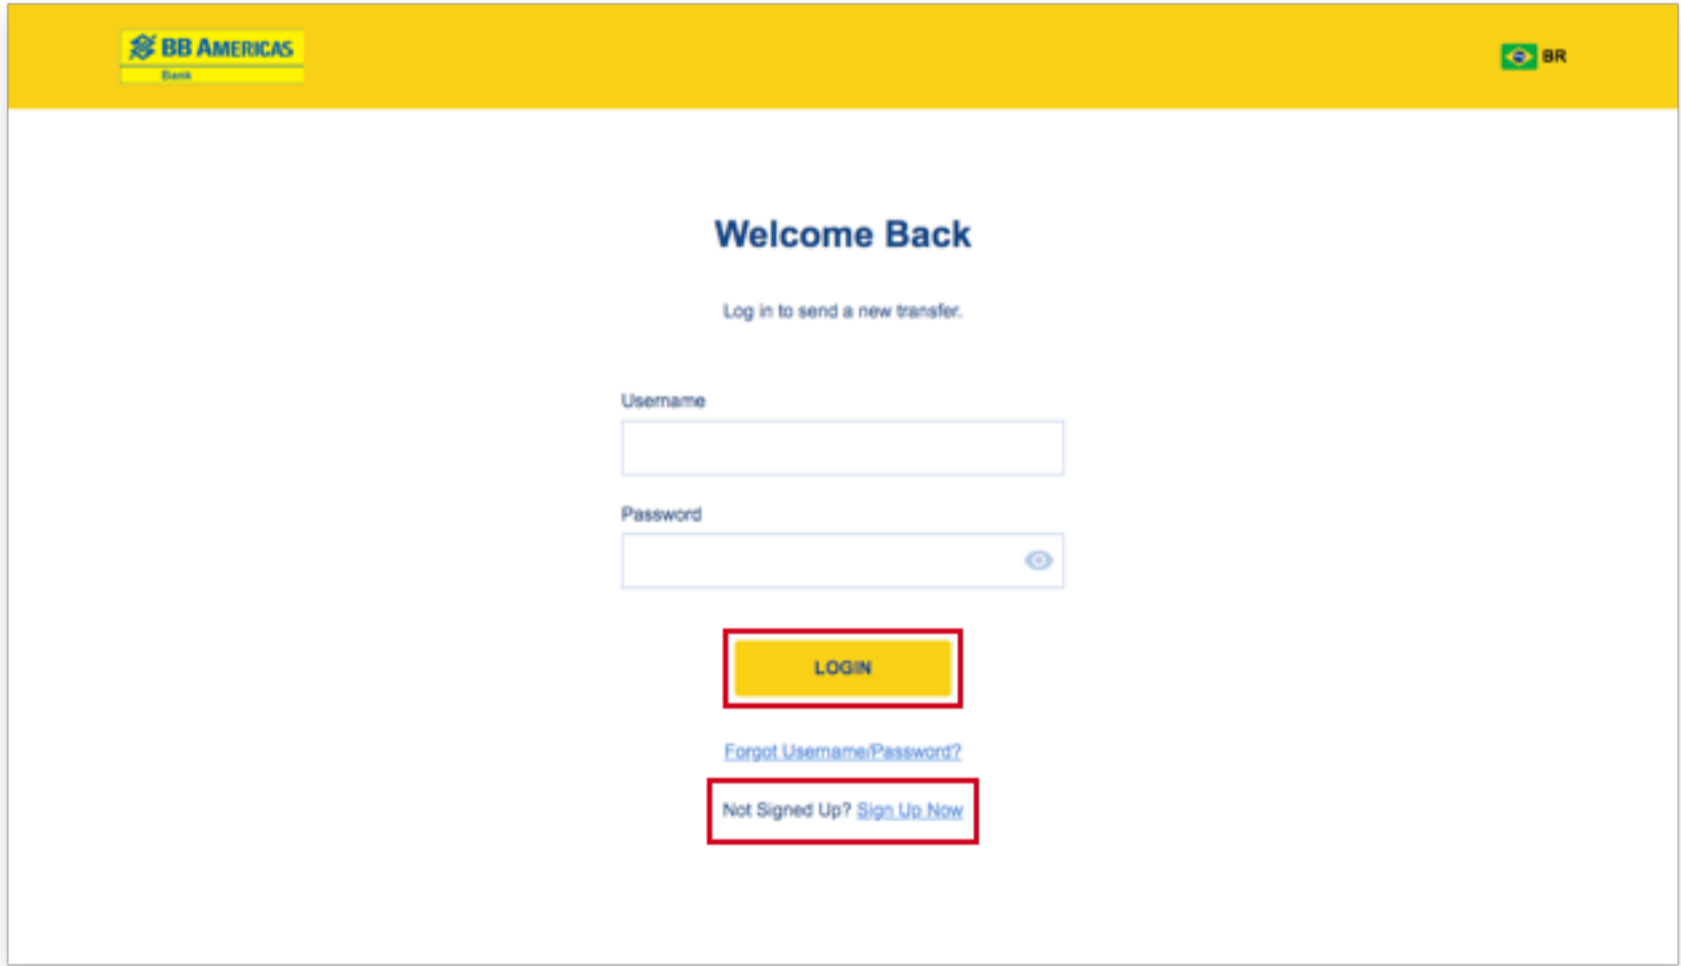 BB AMERICAS
Bank
BR
Welcome Back
Log in to send a new transfer.
Username
Password
LOGIN
Forgot Username/Password?
Not Signed Up? Sign Up Now